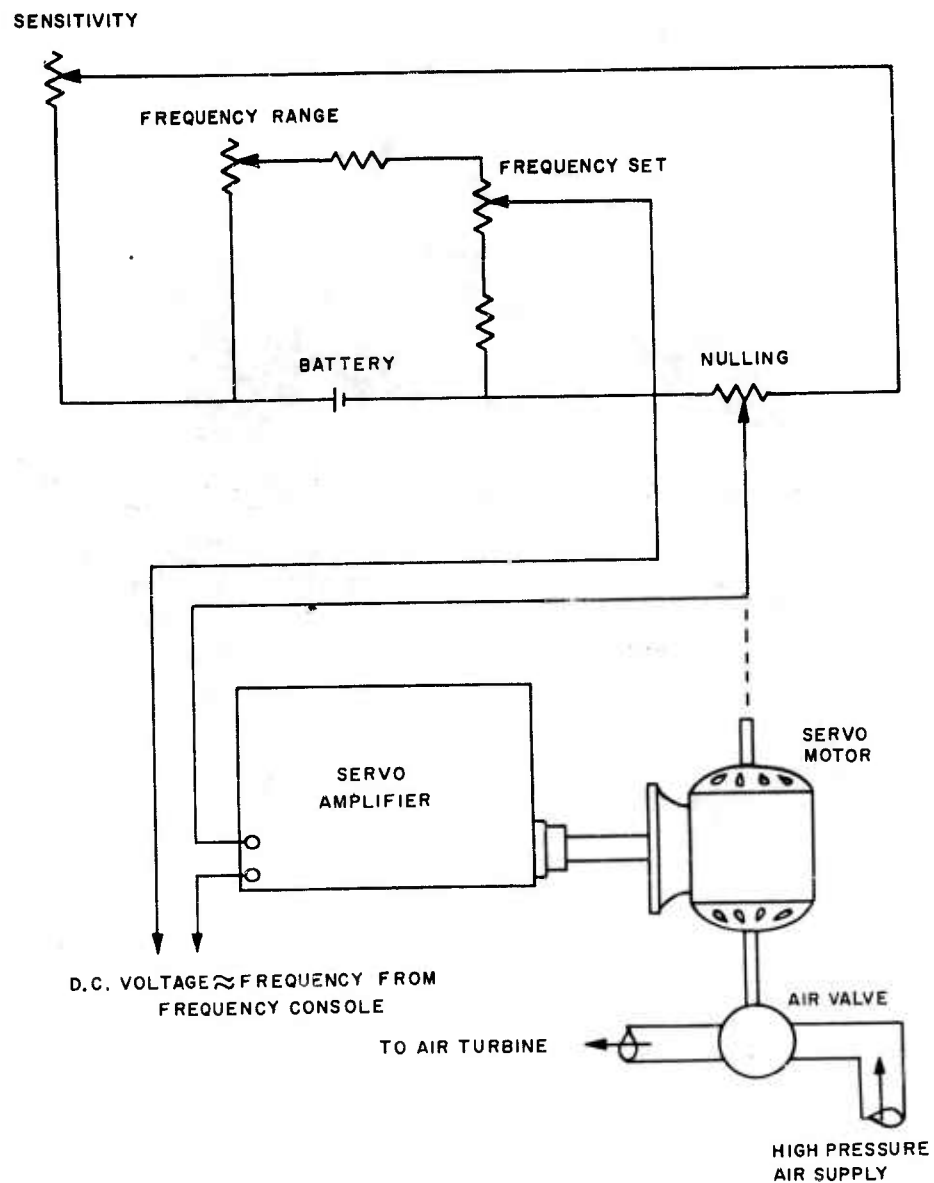 SENSITIVITY
FREQUENCY RANGE
FREQUENCY SET
BATTERY
NULLING
SERVO
MOTOR
SERVO
AMPLIFIER
D.C. VOLTAGE≈FREQUENCY FROM
FREQUENCY CONSOLE
AIR VALVE
TO AIR TURBINE
HIGH PRESSURE
AIR SUPPLY